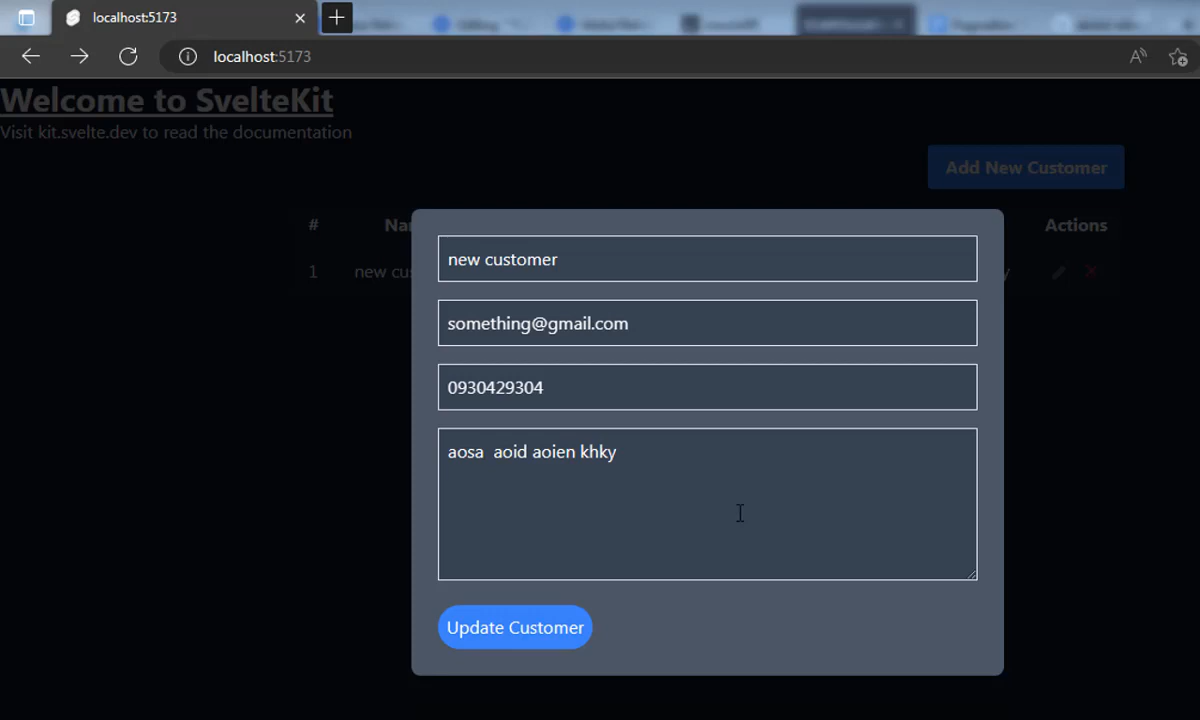 localhost:5173
localhost:5173
Welcome to SvelteKit
Visit kit.svelte.dev to read the documentation
Add New Customer
# Actions
1
new customer
something@gmail.com
0930429304
aosa  aoid aoien khky
Update Customer